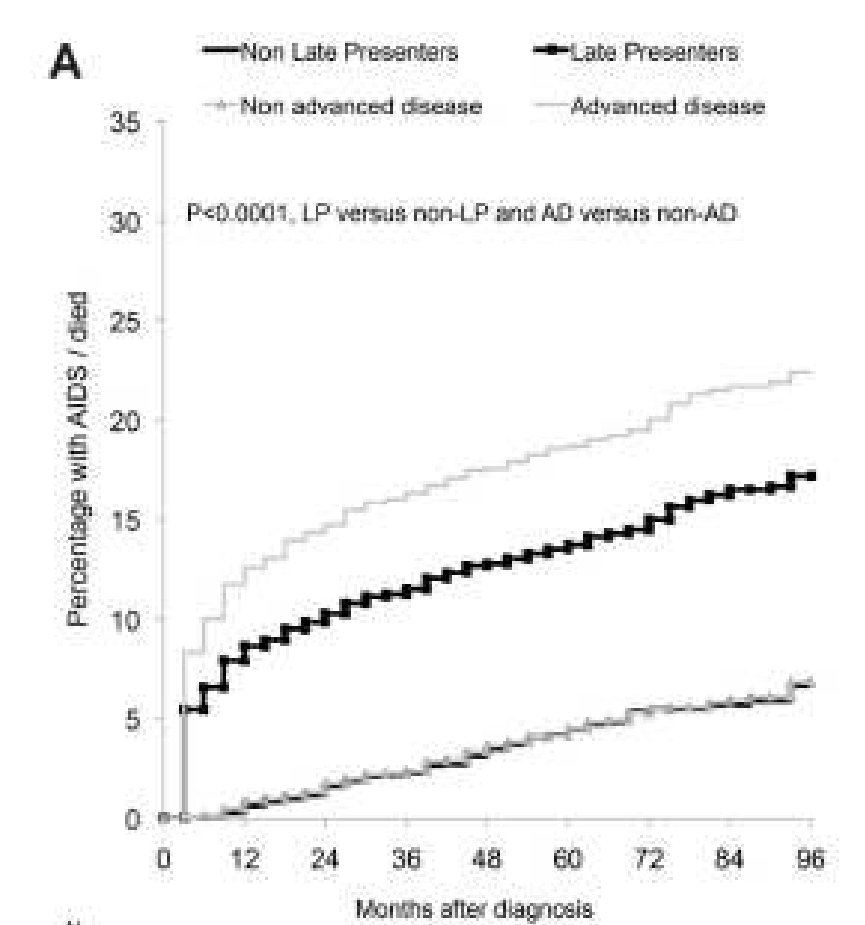 A
Non Late Presenters Late Presenters
Non advanced disease Advanced disease
35
P<0.0001, LP versus non-LP and AD versus non-AD
30
25
20
15
10
5
0
Percentage with AIDS / died
0 12 24 36 48 60 72 84 96
Months after diagnosis